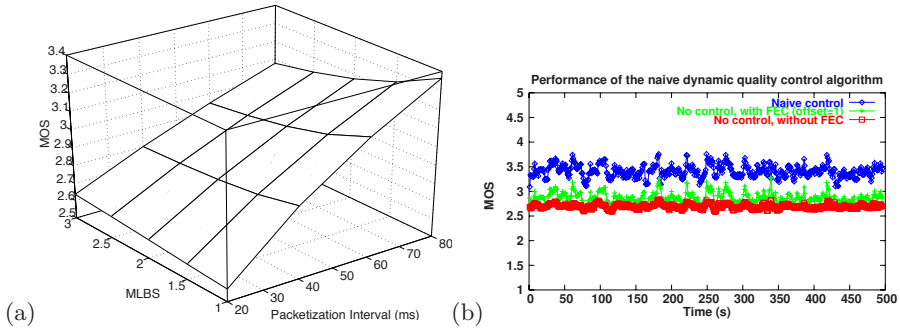 3.4
3.3
3.2
3.1
3
2.9
2.8
2.7
2.6
2.5
MOS
3
2.5
2
1.5
1
MLBS
20
30
40
50
60
70
80
Packetization Interval (ms)
(a)
Performance of the naive dynamic quality control algorithm
5
4.5
4
3.5
3
2.5
2
1.5
1
MOS
Naive control
No control, with FEC (offset=1)
No control, without FEC
0 50 100 150 200 250 300 350 400 450 500
Time (s)
(b)